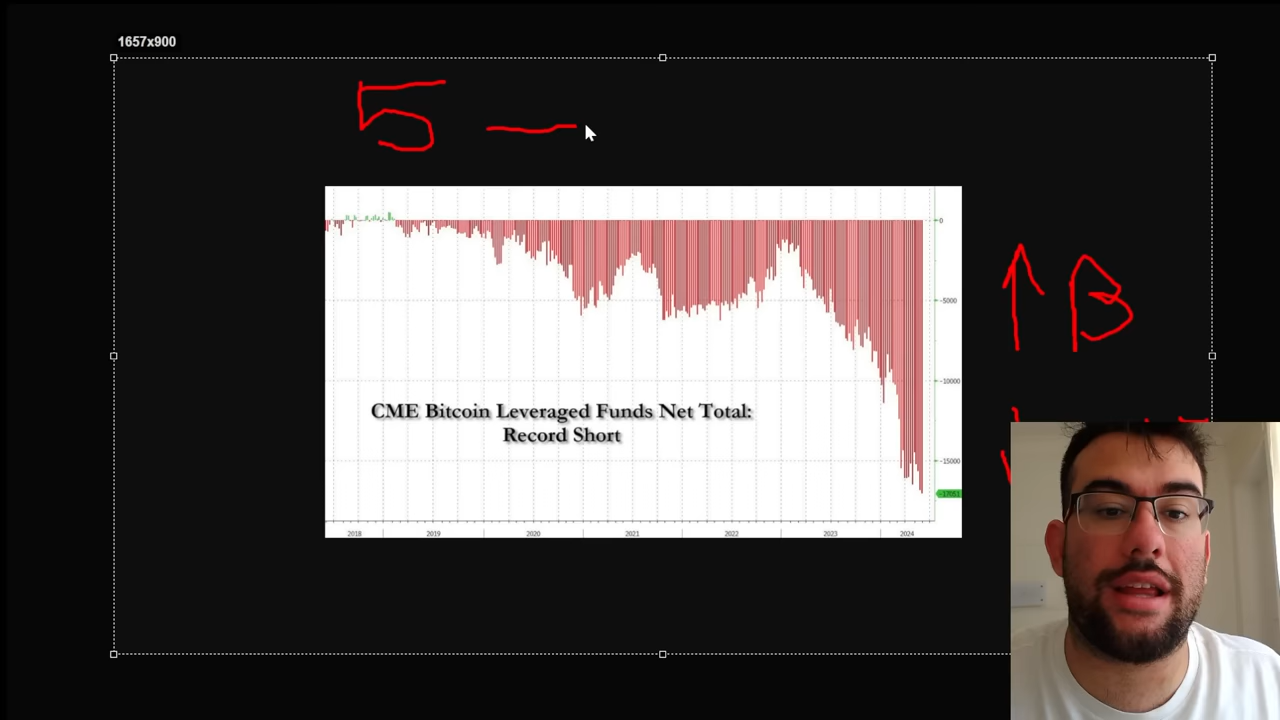 1657x900
5 —
0
-5000
↑ B
-10000
CME Bitcoin Leveraged Funds Net Total:
Record Short
-15000
-17051
2018 2019 2020 2021 2022 2023 2024